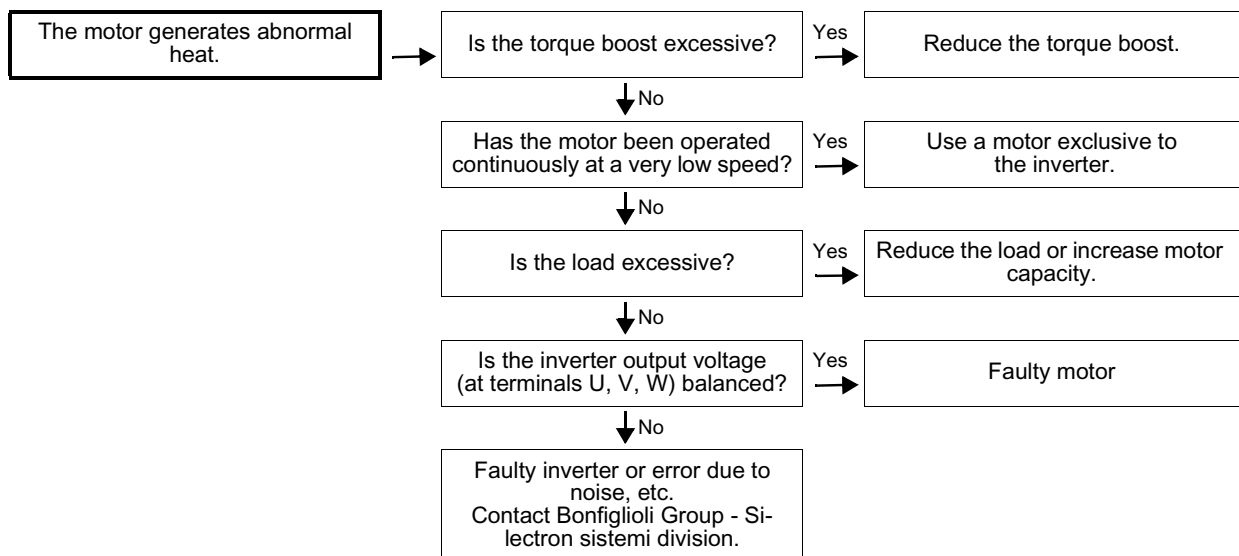 The motor generates abnormal
heat.
Is the torque boost excessive?
Yes
Reduce the torque boost.
No
Has the motor been operated
continuously at a very low speed?
Yes
Use a motor exclusive to
the inverter.
No
Is the load excessive?
Yes
Reduce the load or increase motor
capacity.
No
Is the inverter output voltage
(at terminals U, V, W) balanced?
Yes
Faulty motor
No
Faulty inverter or error due to
noise, etc.
Contact Bonfiglioli Group - Si-
lectron sistemi division.